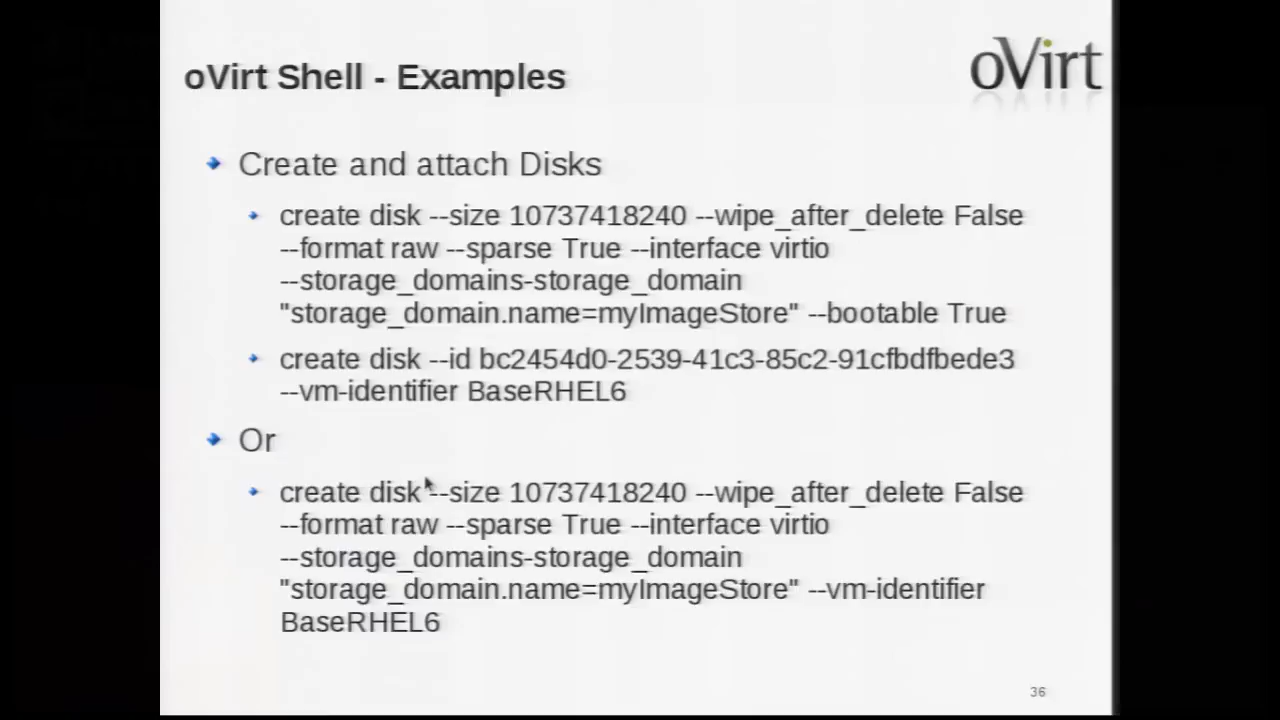 oVirt Shell - Examples
oVirt
Create and attach Disks
create disk --size 10737418240 --wipe_after_delete False
--format raw --sparse True --interface virtio
--storage_domains-storage_domain
"storage_domain.name=myImageStore" --bootable True
create disk --id bc2454d0-2539-41c3-85c2-91cfbdfbede3
--vm-identifier BaseRHEL6
Or
create disk --size 10737418240 --wipe_after_delete False
--format raw --sparse True --interface virtio
--storage_domains-storage_domain
"storage_domain.name=myImageStore" --vm-identifier
BaseRHEL6
36